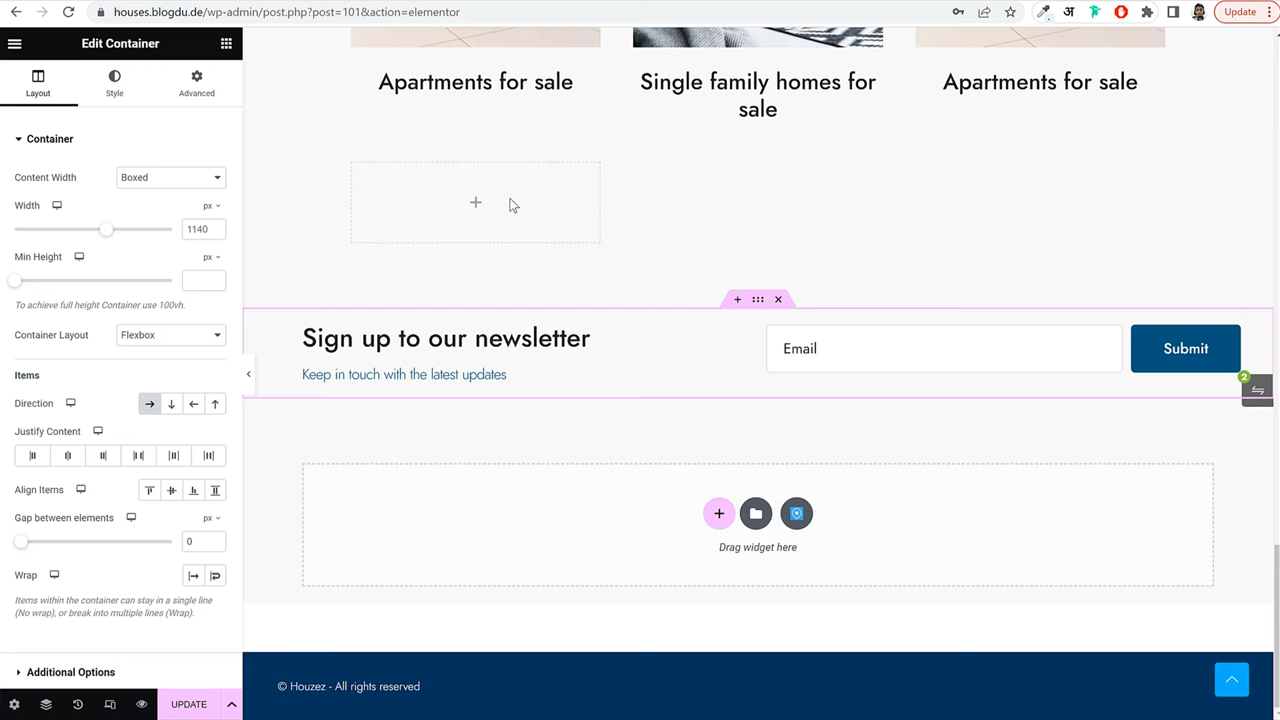 houses.blogdu.de/wp-admin/post.php?post=101&action=elementor
अ
Update
Edit Container
Layout
Style
Advanced
Container
Content Width
Boxed
Width
px
1140
Min Height
px
To achieve full height Container use 100vh.
Container Layout
Flexbox
Items
Direction
Justify Content
Align Items
Gap between elements
px
0
Wrap
Items within the container can stay in a single line
(No wrap), or break into multiple lines (Wrap).
Additional Options
UPDATE
Apartments for sale
Single family homes for
sale
Apartments for sale
Sign up to our newsletter
Keep in touch with the latest updates
Email
Submit
2
Drag widget here
© Houzez - All rights reserved